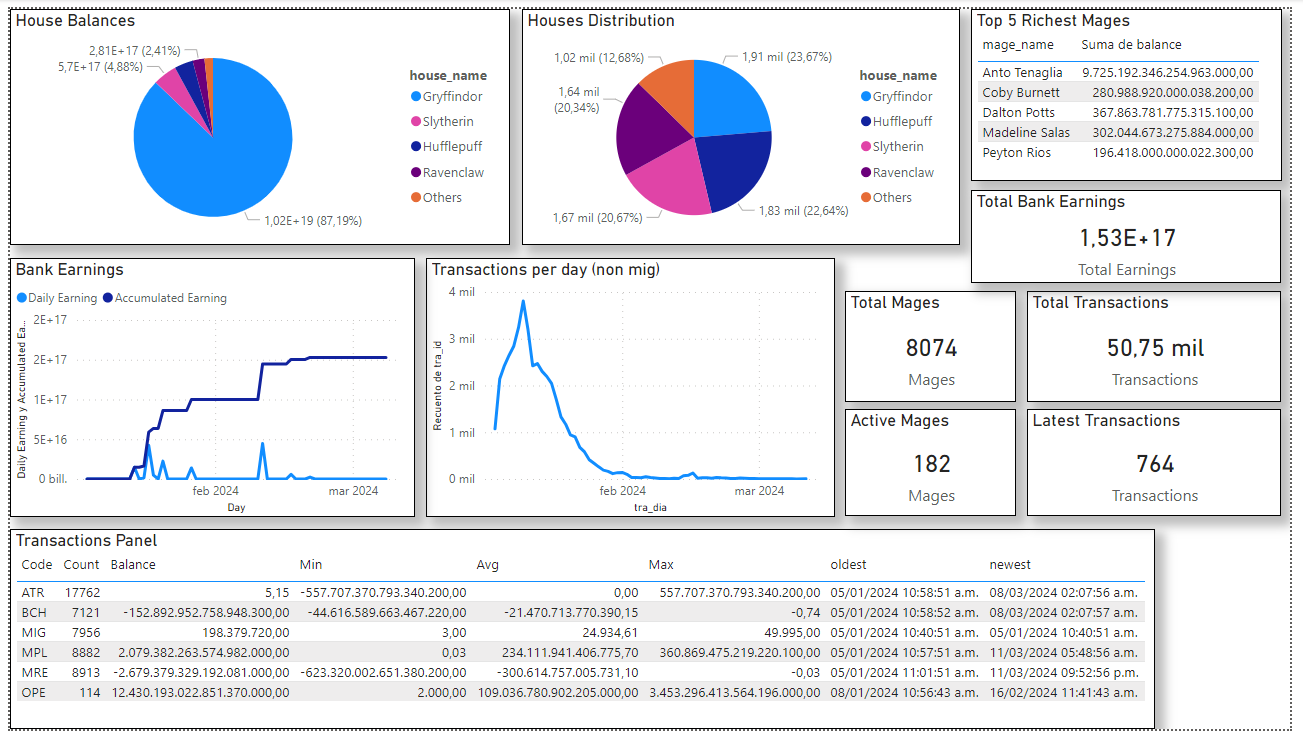 House Balances
2,81E+17 (2,41%)
5,7E+17 (4,88%)
1,02E+19 (87,19%)
house_name
Gryffindor
Slytherin
Hufflepuff
Ravenclaw
Others
Houses Distribution
1,02 mil (12,68%)
1,91 mil (23,67%)
1,64 mil
(20,34%)
1,67 mil (20,67%)
1,83 mil (22,64%)
house_name
Gryffindor
Hufflepuff
Slytherin
Ravenclaw
Others
Top 5 Richest Mages
mage_name Suma de balance
Anto Tenaglia 9.725.192.346.254.963.000,00
Coby Burnett 280.988.920.000.038.200,00
Dalton Potts 367.863.781.775.315.100,00
Madeline Salas 302.044.673.275.884.000,00
Peyton Rios 196.418.000.000.022.300,00
Total Bank Earnings
1,53E+17
Total Earnings
Bank Earnings
Daily Earning Accumulated Earning
Daily Earning y Accumulated Ea...
2E+17
2E+17
1E+17
5E+16
0 bill.
feb 2024 mar 2024
Day
Transactions per day (non mig)
Recuento de tra_id
4 mil
3 mil
2 mil
1 mil
0 mil
feb 2024 mar 2024
tra_dia
Total Mages
8074
Mages
Total Transactions
50,75 mil
Transactions
Active Mages
182
Mages
Latest Transactions
764
Transactions
Transactions Panel
Code Count Balance Min Avg Max oldest newest
ATR 17762 5,15 -557.707.370.793.340.200,00 0,00 557.707.370.793.340.200,00 05/01/2024 10:58:51 a.m. 08/03/2024 02:07:56 a.m.
BCH 7121 -152.892.952.758.948.300,00 -44.616.589.663.467.220,00 -21.470.713.770.390,15 -0,74 05/01/2024 10:58:52 a.m. 08/03/2024 02:07:57 a.m.
MIG 7956 198.379.720,00 3,00 24.934,61 49.995,00 05/01/2024 10:40:51 a.m. 05/01/2024 10:40:51 a.m.
MPL 8882 2.079.382.263.574.982.000,00 0,03 234.111.941.406.775,70 360.869.475.219.220.100,00 05/01/2024 10:57:51 a.m. 11/03/2024 05:48:56 a.m.
MRE 8913 -2.679.379.329.192.081.000,00 -623.320.002.651.380.200,00 -300.614.757.005.731,10 -0,03 05/01/2024 11:01:51 a.m. 11/03/2024 09:52:56 p.m.
OPE 114 12.430.193.022.851.370.000,00 2.000,00 109.036.780.902.205.000,00 3.453.296.413.564.196.000,00 08/01/2024 10:56:43 a.m. 16/02/2024 11:41:43 a.m.